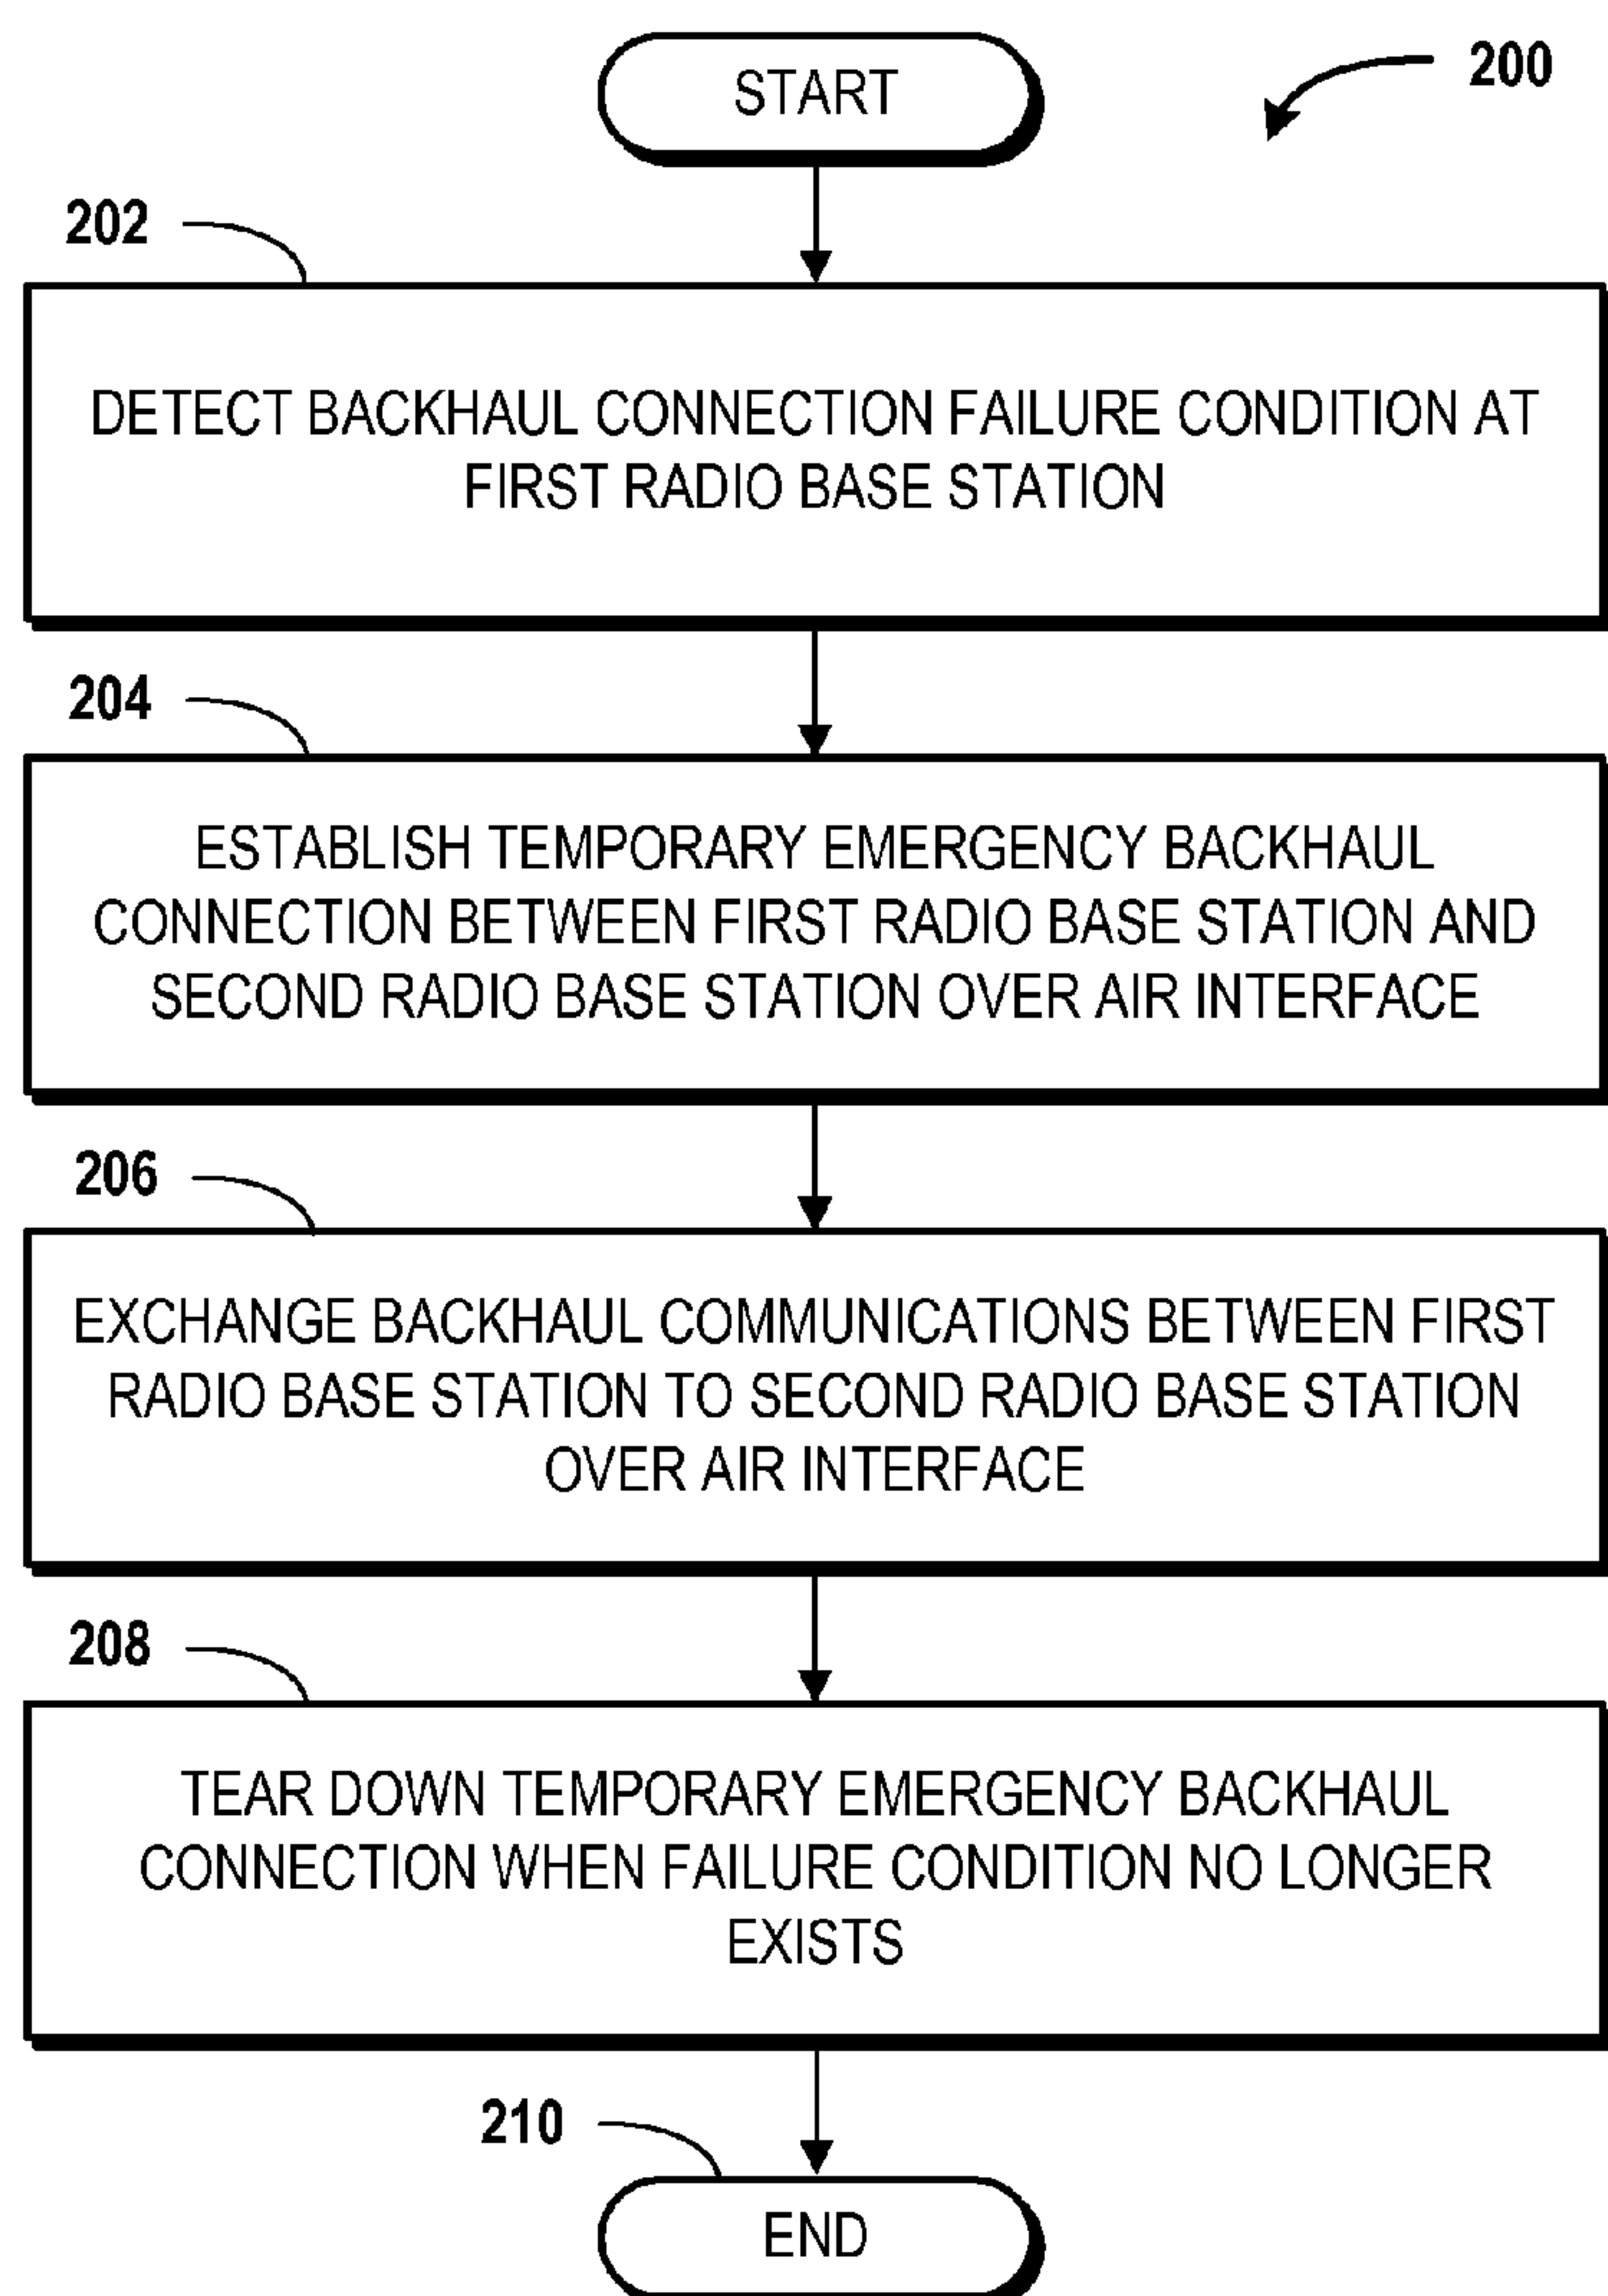 START
200
202
DETECT BACKHAUL CONNECTION FAILURE CONDITION AT
FIRST RADIO BASE STATION
204
ESTABLISH TEMPORARY EMERGENCY BACKHAUL
CONNECTION BETWEEN FIRST RADIO BASE STATION AND
SECOND RADIO BASE STATION OVER AIR INTERFACE
206
EXCHANGE BACKHAUL COMMUNICATIONS BETWEEN FIRST
RADIO BASE STATION TO SECOND RADIO BASE STATION
OVER AIR INTERFACE
208
TEAR DOWN TEMPORARY EMERGENCY BACKHAUL
CONNECTION WHEN FAILURE CONDITION NO LONGER
EXISTS
210
END